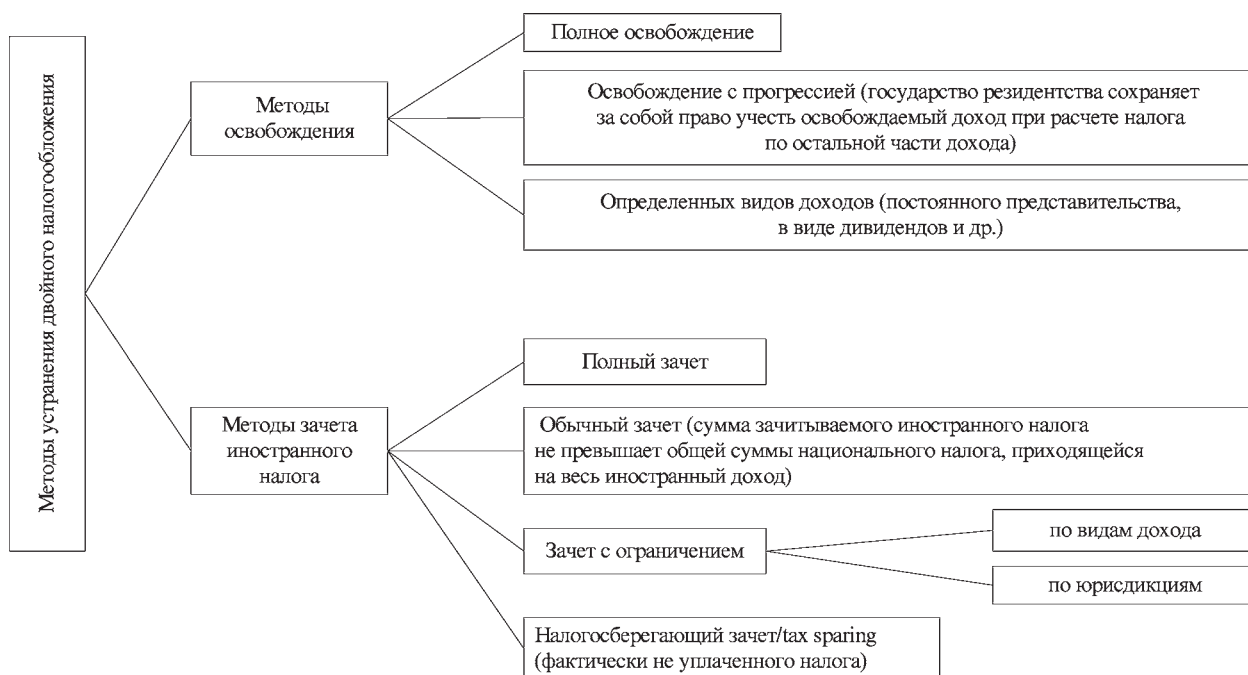 Методы устранения двойного налогообложения
Методы
освобождения
Полное освобождение
Освобождение с прогрессией (государство резидентства сохраняет
за собой право учесть освобождаемый доход при расчете налога
по остальной части дохода)
Определенных видов доходов (постоянного представительства,
в виде дивидендов и др.)
Методы зачета
иностранного
налога
Полный зачет
Обычный зачет (сумма зачитываемого иностранного налога
не превышает общей суммы национального налога, приходящейся
на весь иностранный доход)
Зачет с ограничением
по видам дохода
по юрисдикциям
Налогосберегающий зачет/tax sparing
(фактически не уплаченного налога)